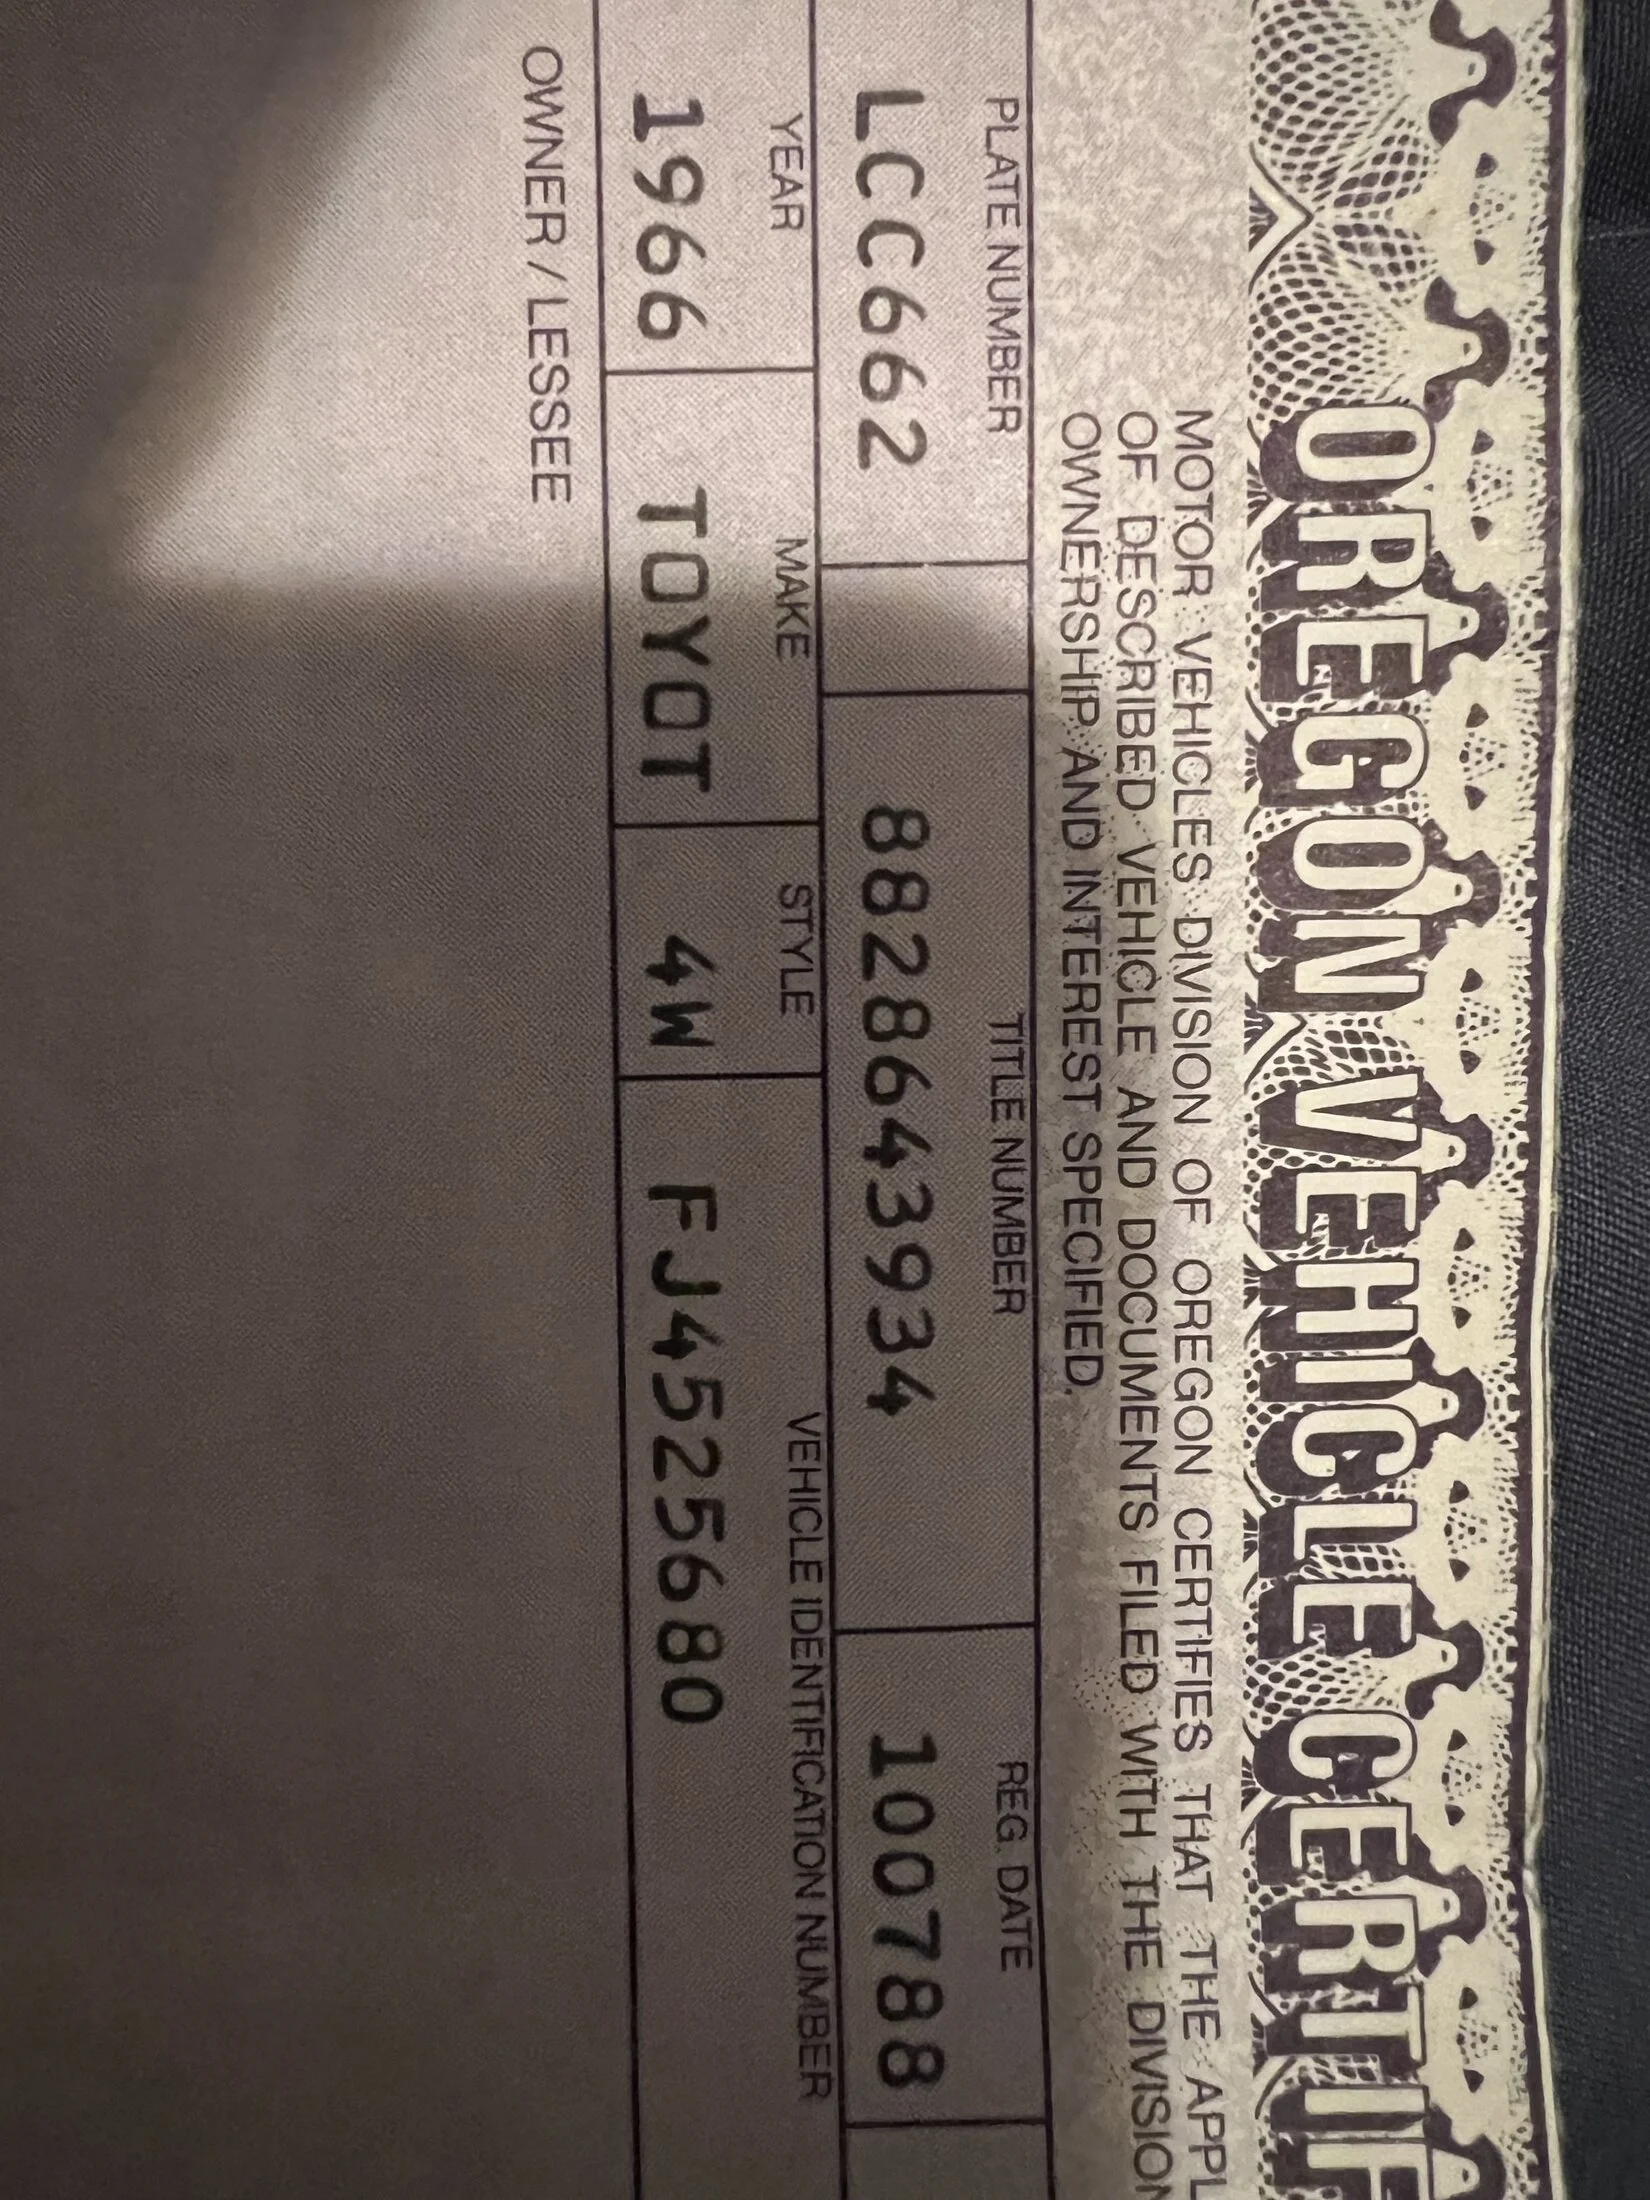 OREGON VEHICLE CERTIF
MOTOR VEHICLES DIVISION OF OREGON CERTIFIES THAT THE APPL
OF DESCRIBED VEHICLE AND DOCUMENTS FILED WITH THE DIVISION
OWNERSHIP AND INTEREST SPECIFIED.
PLATE NUMBER TITLE NUMBER REG. DATE
LCC662 8828643934 100788
YEAR MAKE STYLE VEHICLE IDENTIFICATION NUMBER
1966 TOYOT 4W FJ4525680
OWNER / LESSEE